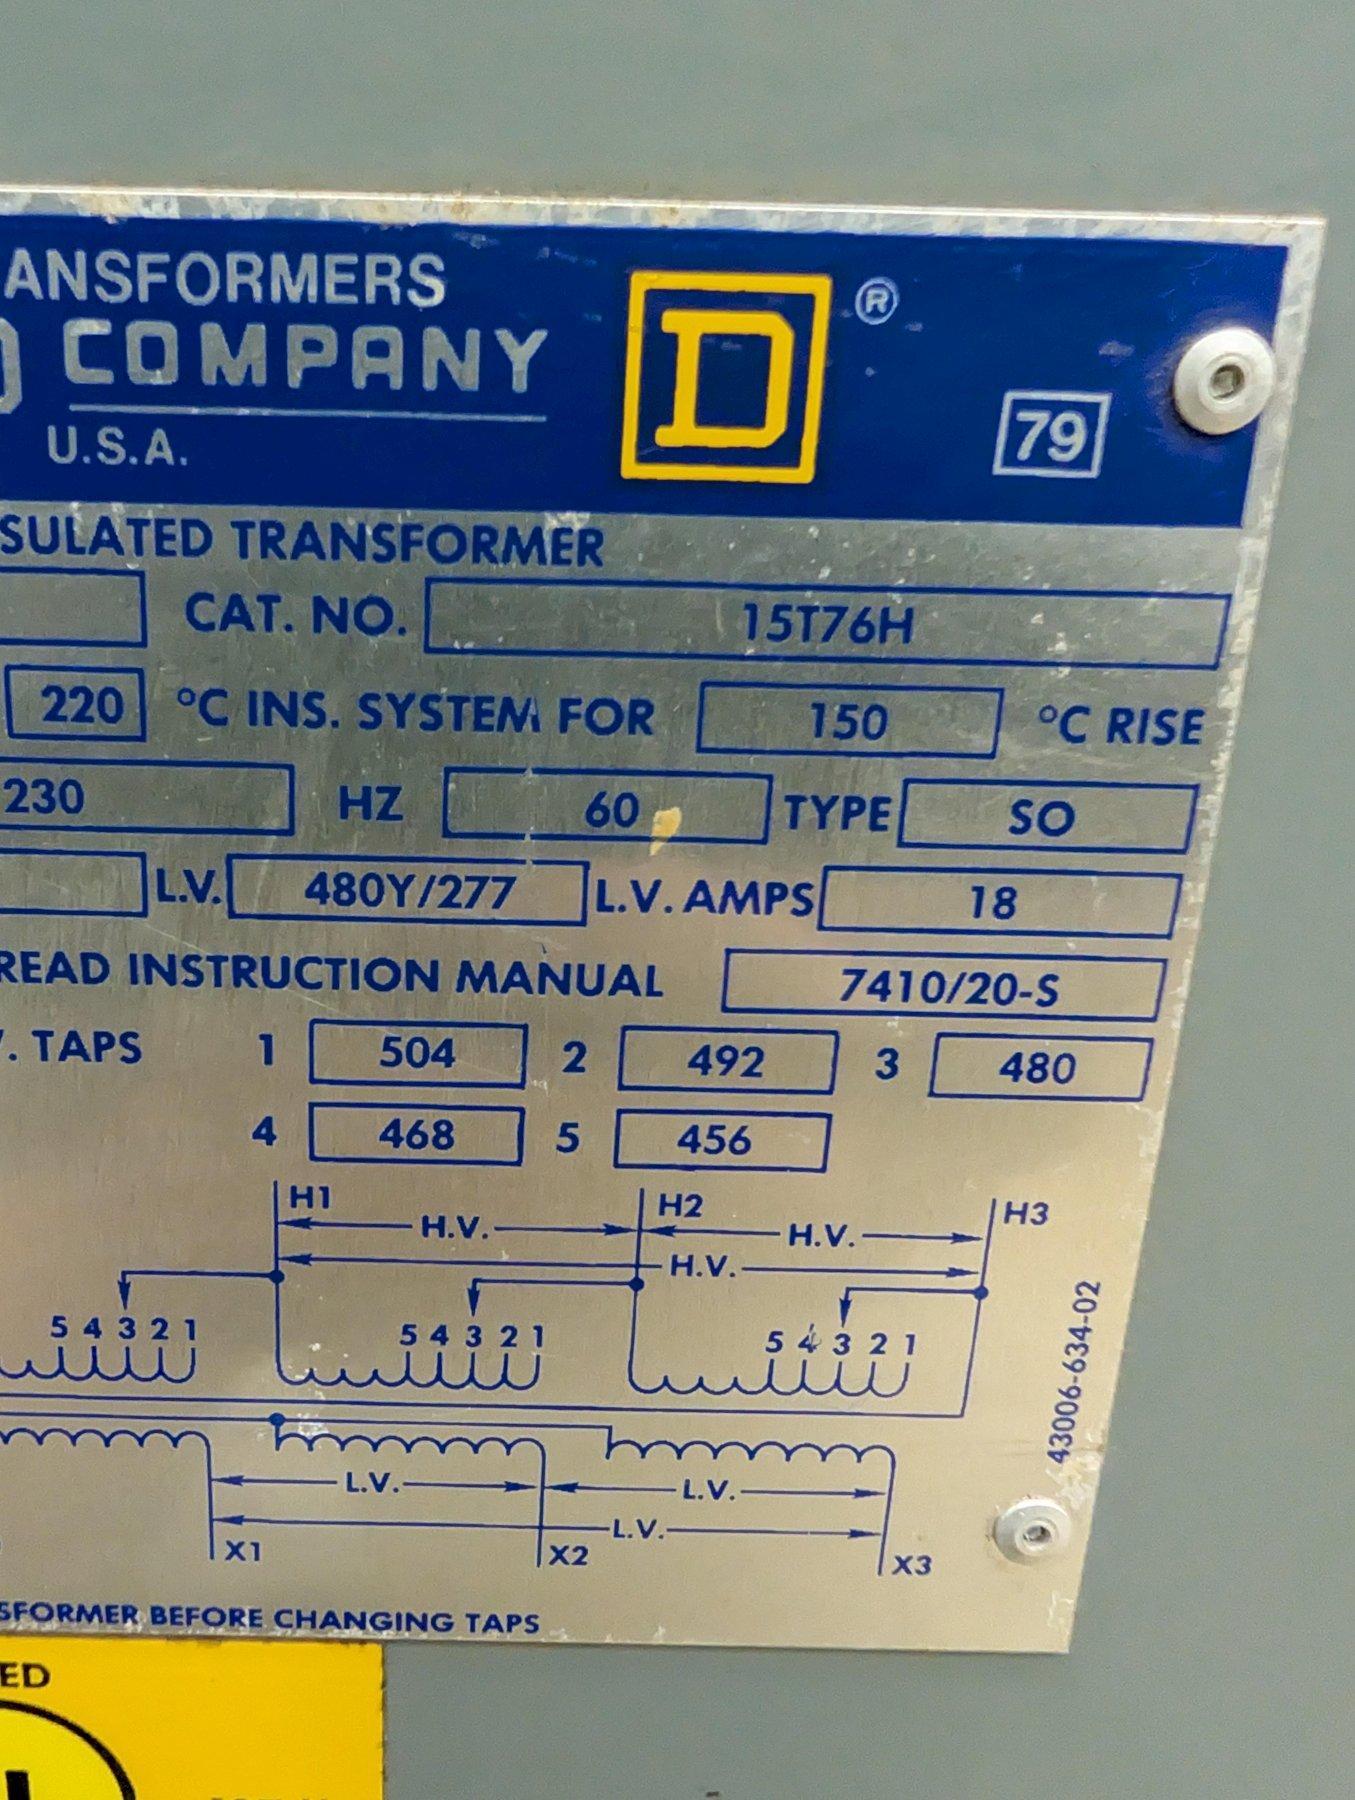 ANSFORMERS
COMPANY
U.S.A.
D ®
79
SULATED TRANSFORMER
CAT. NO. 15T76H
220 °C INS. SYSTEM FOR 150 °C RISE
230 HZ 60 TYPE SO
L.V. 480Y/277 L.V. AMPS 18
READ INSTRUCTION MANUAL 7410/20-S
. TAPS 1 504 2 492 3 480
4 468 5 456
H1 H2 H3
H.V. H.V.
H.V.
5 4 3 2 1 5 4 3 2 1 5 4 3 2 1
L.V. L.V.
L.V.
X1 X2 X3
43006-634-02
SFORMER BEFORE CHANGING TAPS
ED